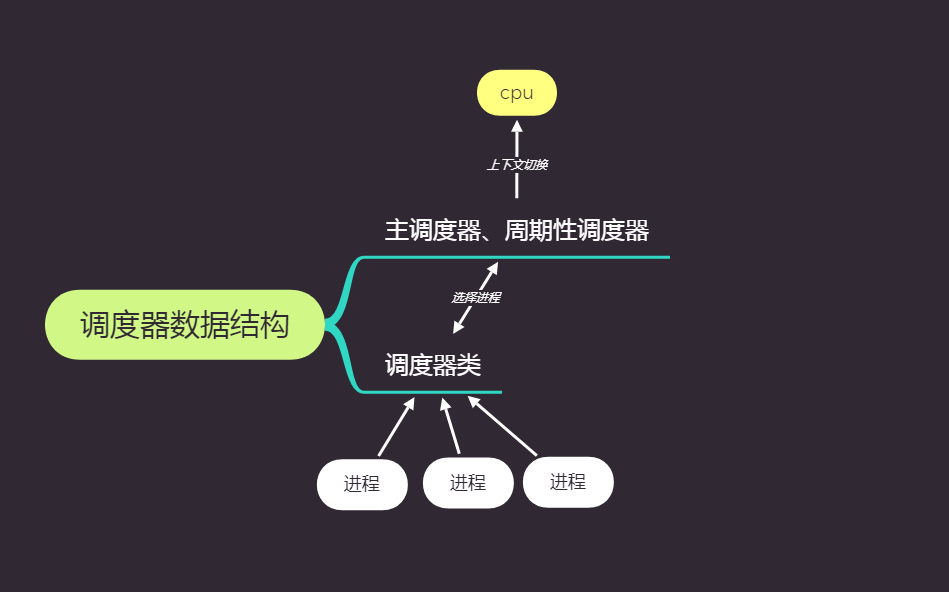 cpu
上下文切换
主调度器、周期性调度器
选择进程
调度器数据结构
调度器类
进程
进程
进程